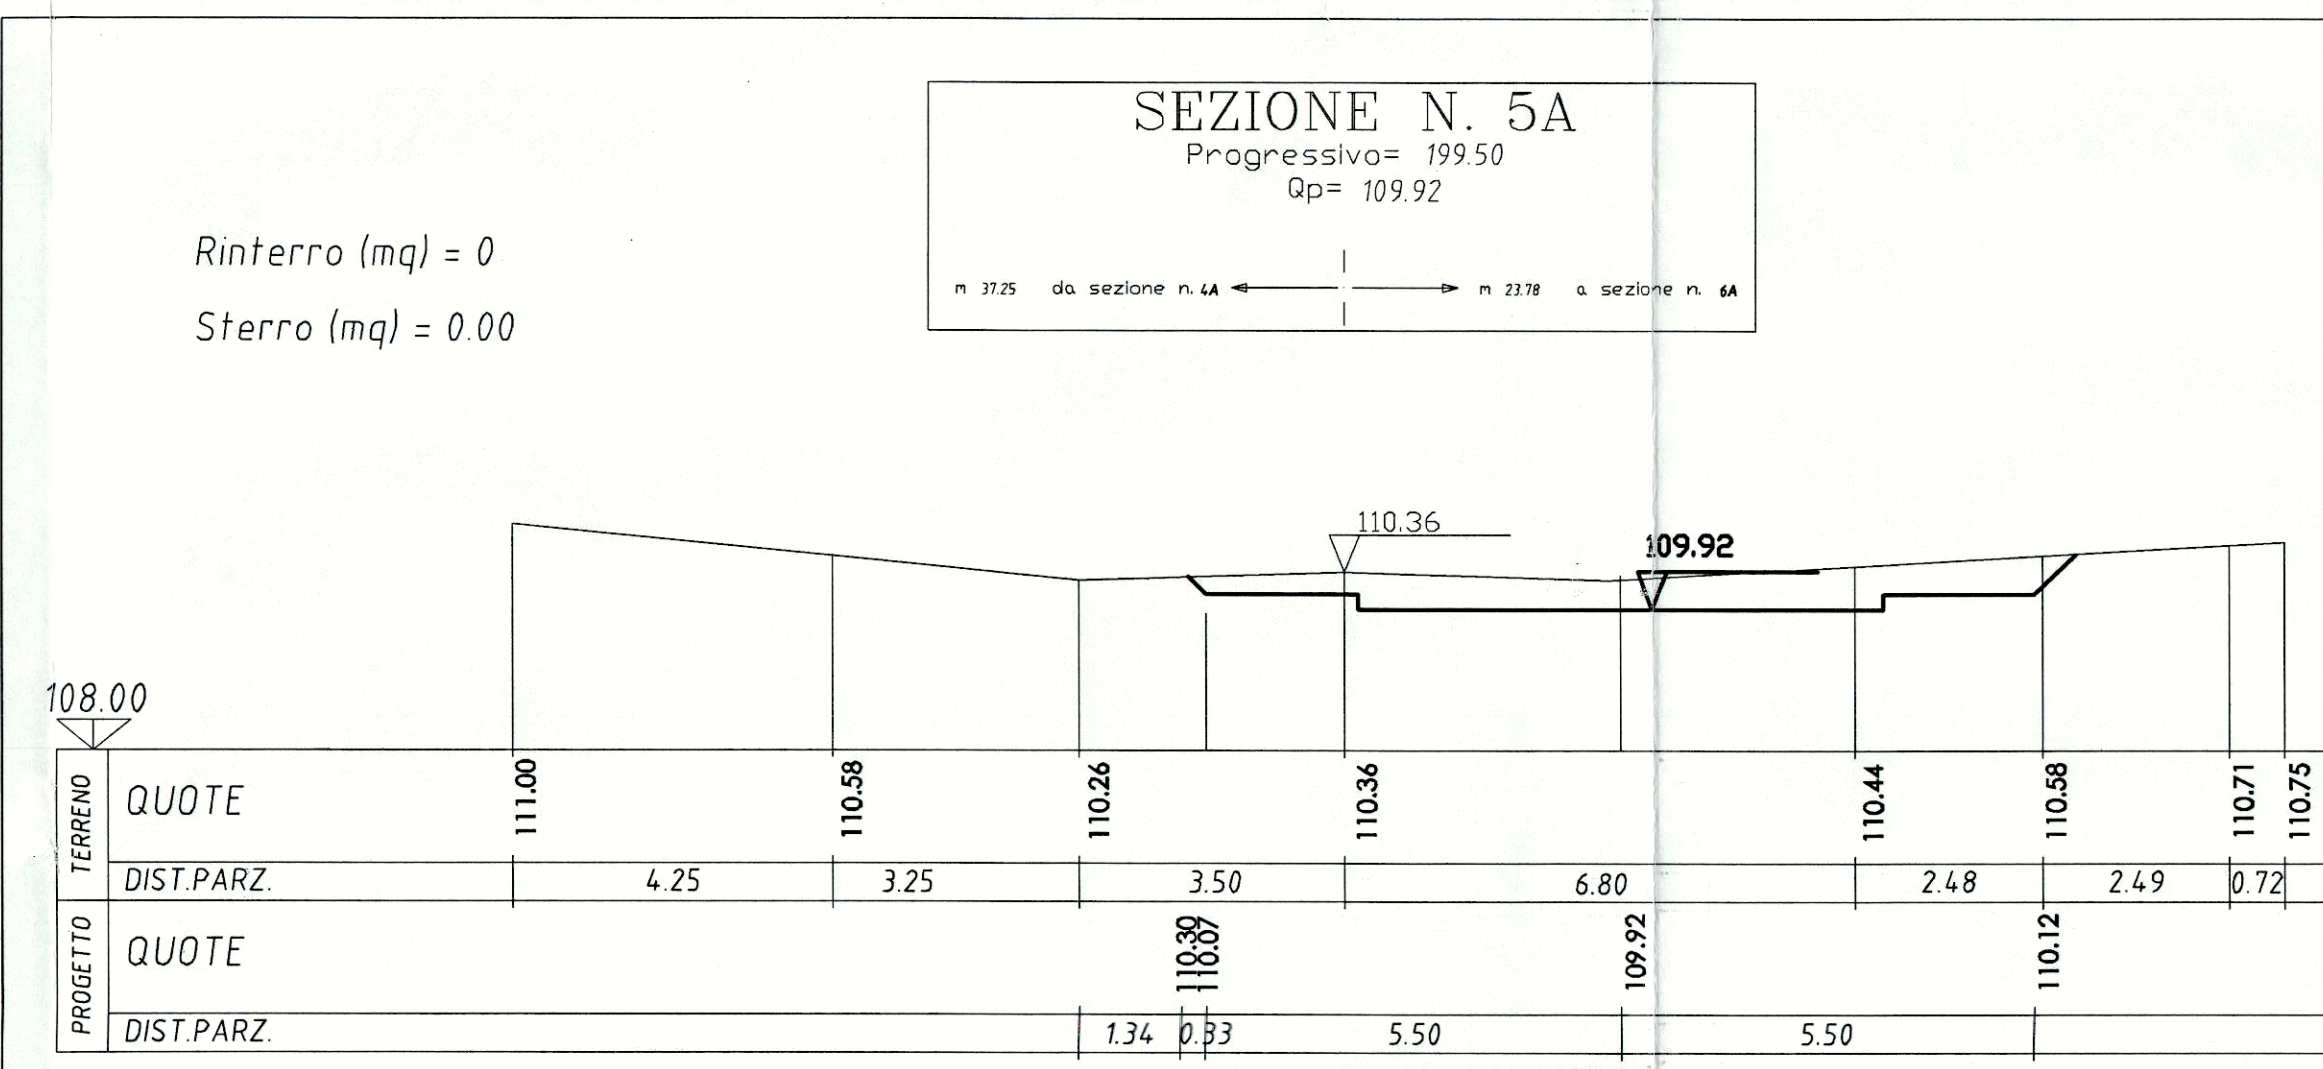 SEZIONE N. 5A
Progressiva= 199.50
Qp= 109.92
m 37.25 da sezione n. 4A
m 23.78 a sezione n. 6A
Rinterro (mq) = 0
Sterro (mq) = 0.00
110.36
109.92
108.00
TERRENO
QUOTE 111.00 110.58 110.26 110.36 110.44 110.58 110.71 110.75
DIST.PARZ. 4.25 3.25 3.50 6.80 2.48 2.49 0.72
PROGETTO
QUOTE 110.30 110.07 109.92 110.12
DIST.PARZ. 1.34 0.33 5.50 5.50